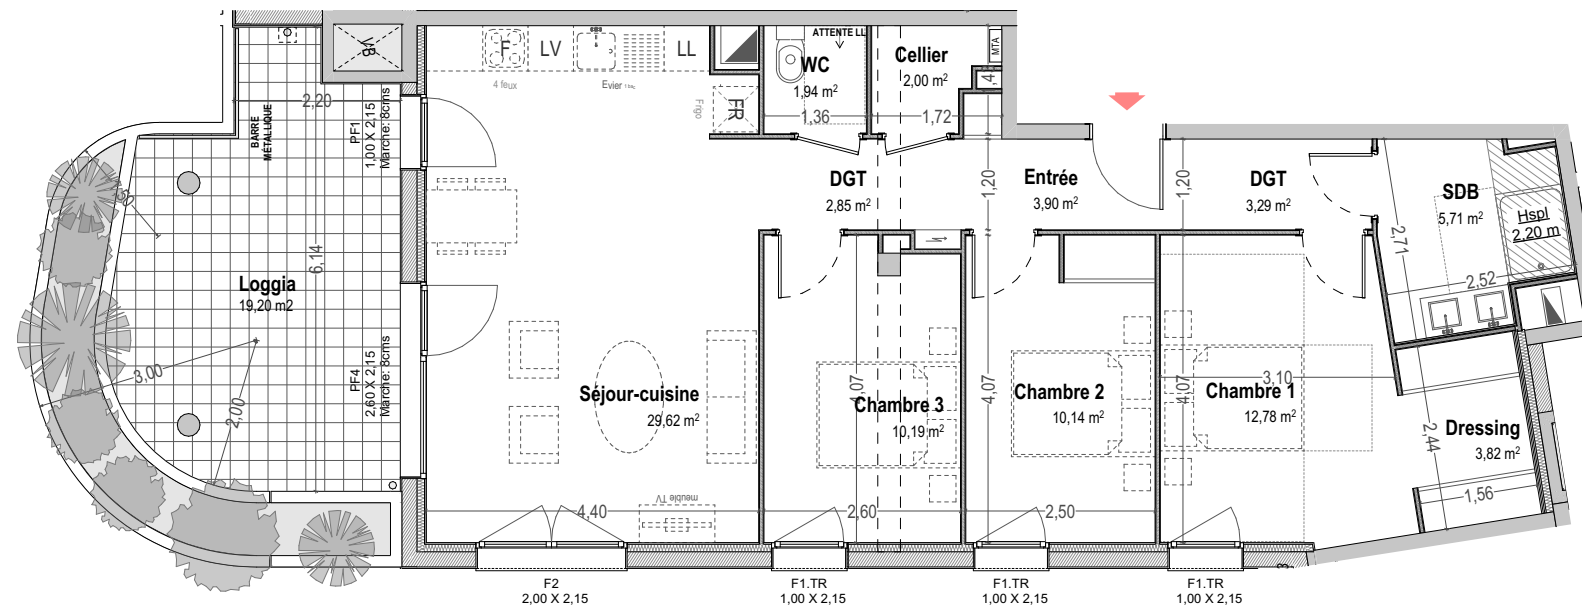 VB
2,20
BARRE
MÉTALLIQUE
PF1
1,00 X 2,15
Marche: 8cms
F
LV
LL
4 feux
Evier
Frigo
FR
ATTENTE LL
WC
1,94 m²
1,36
Cellier
2,00 m²
1,72
MTA
DGT
2,85 m²
1,20
Entrée
3,90 m²
1,20
DGT
3,29 m²
SDB
5,71 m²
Hspl
2.20 m
2,71
2,52
6,14
Loggia
19,20 m2
3,00
2,00
PF4
2,60 X 2,15
Marche: 8cms
Séjour-cuisine
29,62 m²
4,07
Chambre 3
10,19 m²
4,07
Chambre 2
10,14 m²
4,07
3,10
Chambre 1
12,78 m²
2,44
Dressing
3,82 m²
1,56
meuble TV
4,40
2,60
2,50
F2
2,00 X 2,15
F1.TR
1,00 X 2,15
F1.TR
1,00 X 2,15
F1.TR
1,00 X 2,15